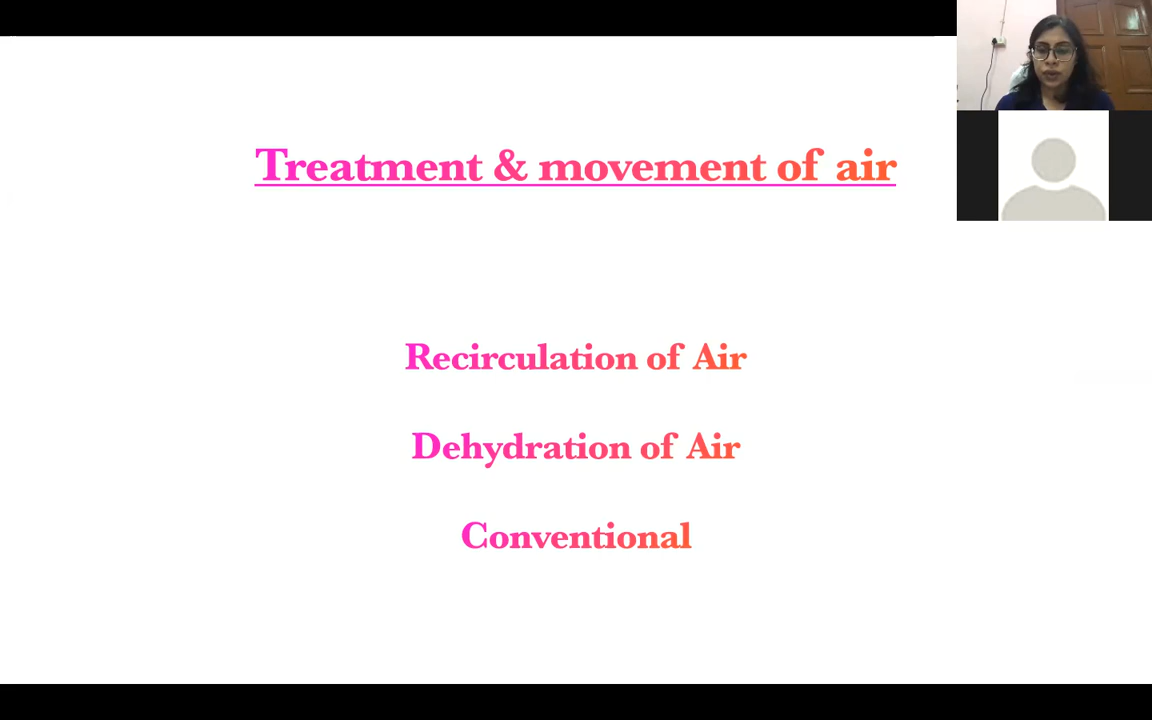 Treatment & movement of air
Recirculation of Air
Dehydration of Air
Conventional